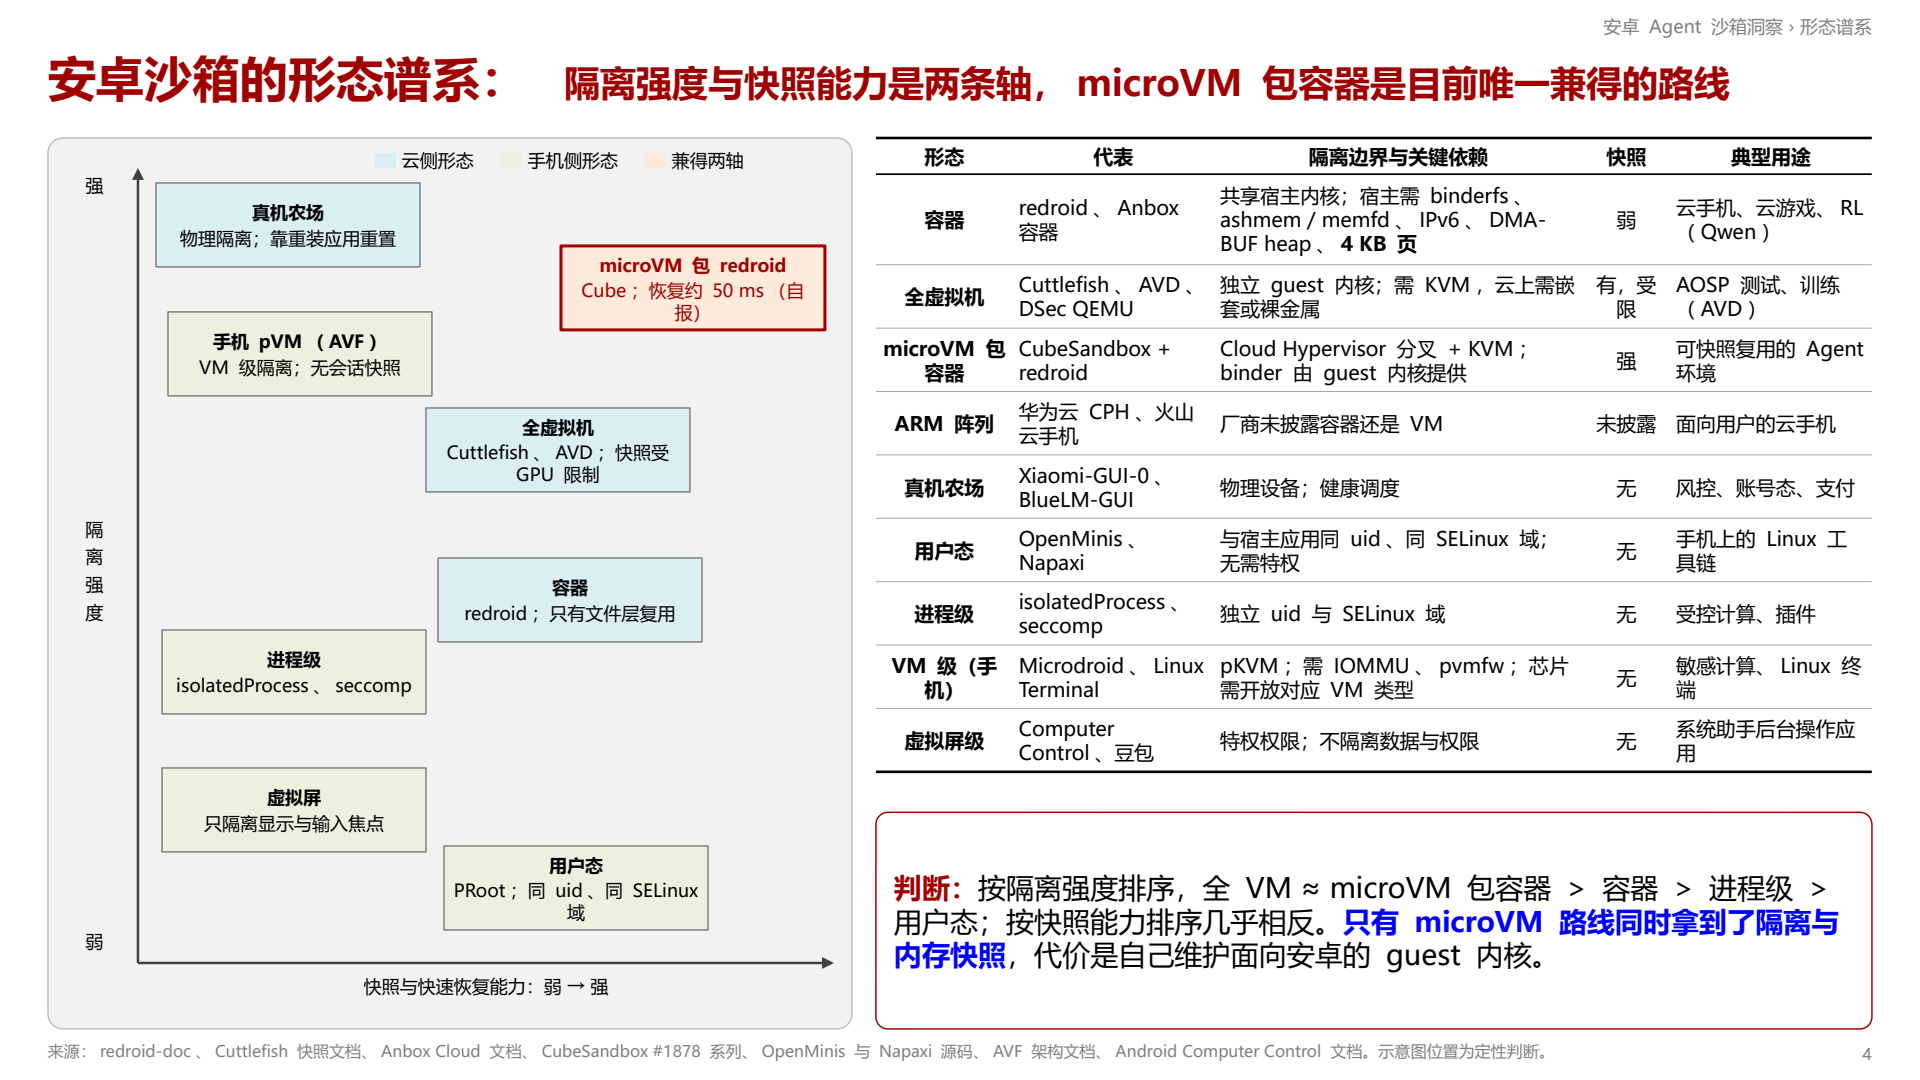 安卓 Agent 沙箱洞察 › 形态谱系
安卓沙箱的形态谱系： 隔离强度与快照能力是两条轴， microVM 包容器是目前唯一兼得的路线
云侧形态 手机侧形态 兼得两轴
强
真机农场
物理隔离；靠重装应用重置
microVM 包 redroid
Cube ；恢复约 50 ms （自
报）
手机 pVM （ AVF ）
VM 级隔离；无会话快照
全虚拟机
Cuttlefish 、 AVD ；快照受
GPU 限制
隔
离
强
度
容器
redroid ；只有文件层复用
进程级
isolatedProcess 、 seccomp
虚拟屏
只隔离显示与输入焦点
用户态
PRoot ；同 uid 、同 SELinux
域
弱
快照与快速恢复能力：弱 → 强
形态 代表 隔离边界与关键依赖 快照 典型用途
容器
redroid 、 Anbox
容器
共享宿主内核；宿主需 binderfs 、
ashmem / memfd 、 IPv6 、 DMA-
BUF heap 、 4 KB 页
弱
云手机、云游戏、 RL
（ Qwen ）
全虚拟机
Cuttlefish 、 AVD 、
DSec QEMU
独立 guest 内核；需 KVM ，云上需嵌
套或裸金属
有，受
限
AOSP 测试、训练
（ AVD ）
microVM 包
容器
CubeSandbox +
redroid
Cloud Hypervisor 分叉 + KVM ；
binder 由 guest 内核提供
强
可快照复用的 Agent
环境
ARM 阵列
华为云 CPH 、火山
云手机
厂商未披露容器还是 VM
未披露
面向用户的云手机
真机农场
Xiaomi-GUI-0 、
BlueLM-GUI
物理设备；健康调度
无
风控、账号态、支付
用户态
OpenMinis 、
Napaxi
与宿主应用同 uid 、同 SELinux 域；
无需特权
无
手机上的 Linux 工
具链
进程级
isolatedProcess 、
seccomp
独立 uid 与 SELinux 域
无
受控计算、插件
VM 级（手
机）
Microdroid 、 Linux
Terminal
pKVM ；需 IOMMU 、 pvmfw ；芯片
需开放对应 VM 类型
无
敏感计算、 Linux 终
端
虚拟屏级
Computer
Control 、豆包
特权权限；不隔离数据与权限
无
系统助手后台操作应
用
判断：按隔离强度排序，全 VM ≈ microVM 包容器 > 容器 > 进程级 >
用户态；按快照能力排序几乎相反。只有 microVM 路线同时拿到了隔离与
内存快照，代价是自己维护面向安卓的 guest 内核。
来源： redroid-doc 、 Cuttlefish 快照文档、 Anbox Cloud 文档、 CubeSandbox #1878 系列、 OpenMinis 与 Napaxi 源码、 AVF 架构文档、 Android Computer Control 文档。示意图位置为定性判断。
4